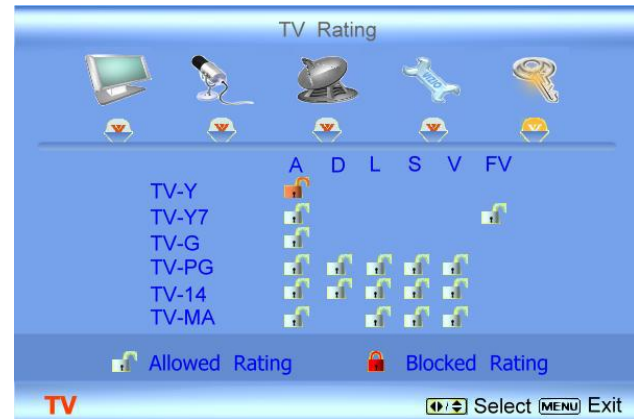 TV Rating
VIZIO
A D L S V FV
TV-Y
TV-Y7
TV-G
TV-PG
TV-14
TV-MA
Allowed Rating Blocked Rating
TV Select MENU Exit